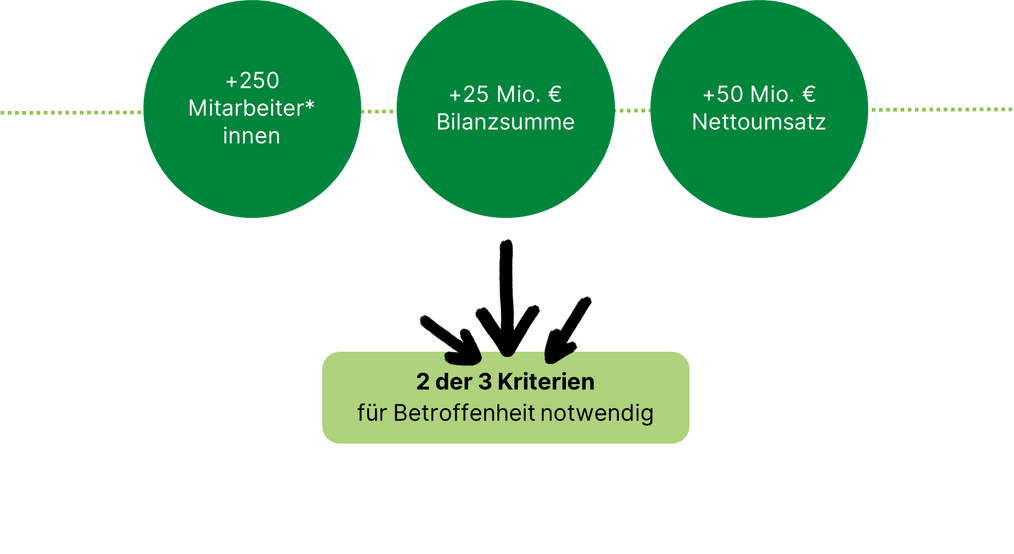 +250
Mitarbeiter*
innen
+25 Mio. €
Bilanzsumme
+50 Mio. €
Nettoumsatz
2 der 3 Kriterien
für Betroffenheit notwendig